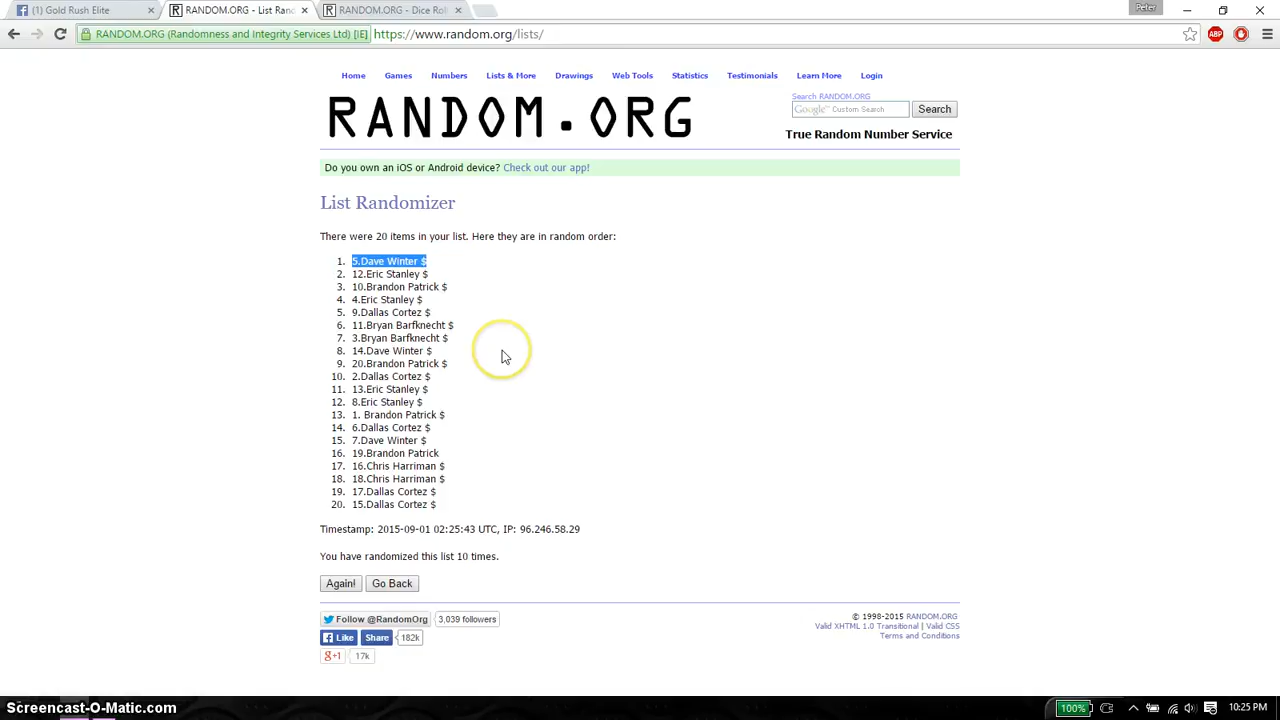 (1) Gold Rush Elite
RANDOM.ORG - List Ran
RANDOM.ORG - Dice Rol
Peter
RANDOM.ORG (Randomness and Integrity Services Ltd) [IE]
https://www.random.org/lists/
ABP
Home Games Numbers Lists & More Drawings Web Tools Statistics Testimonials Learn More Login
RANDOM.ORG
Search RANDOM.ORG
Google™ Custom Search
Search
True Random Number Service
Do you own an iOS or Android device? Check out our app!
List Randomizer
There were 20 items in your list. Here they are in random order:
1. 5.Dave Winter $
2. 12.Eric Stanley $
3. 10.Brandon Patrick $
4. 4.Eric Stanley $
5. 9.Dallas Cortez $
6. 11.Bryan Barfknecht $
7. 3.Bryan Barfknecht $
8. 14.Dave Winter $
9. 20.Brandon Patrick $
10. 2.Dallas Cortez $
11. 13.Eric Stanley $
12. 8.Eric Stanley $
13. 1. Brandon Patrick $
14. 6.Dallas Cortez $
15. 7.Dave Winter $
16. 19.Brandon Patrick
17. 16.Chris Harriman $
18. 18.Chris Harriman $
19. 17.Dallas Cortez $
20. 15.Dallas Cortez $
Timestamp: 2015-09-01 02:25:43 UTC, IP: 96.246.58.29
You have randomized this list 10 times.
Again! Go Back
Follow @RandomOrg 3,039 followers
Like Share 182k
g+1 17k
© 1998-2015 RANDOM.ORG
Valid XHTML 1.0 Transitional | Valid CSS
Terms and Conditions
Screencast-O-Matic.com
100%
10:25 PM